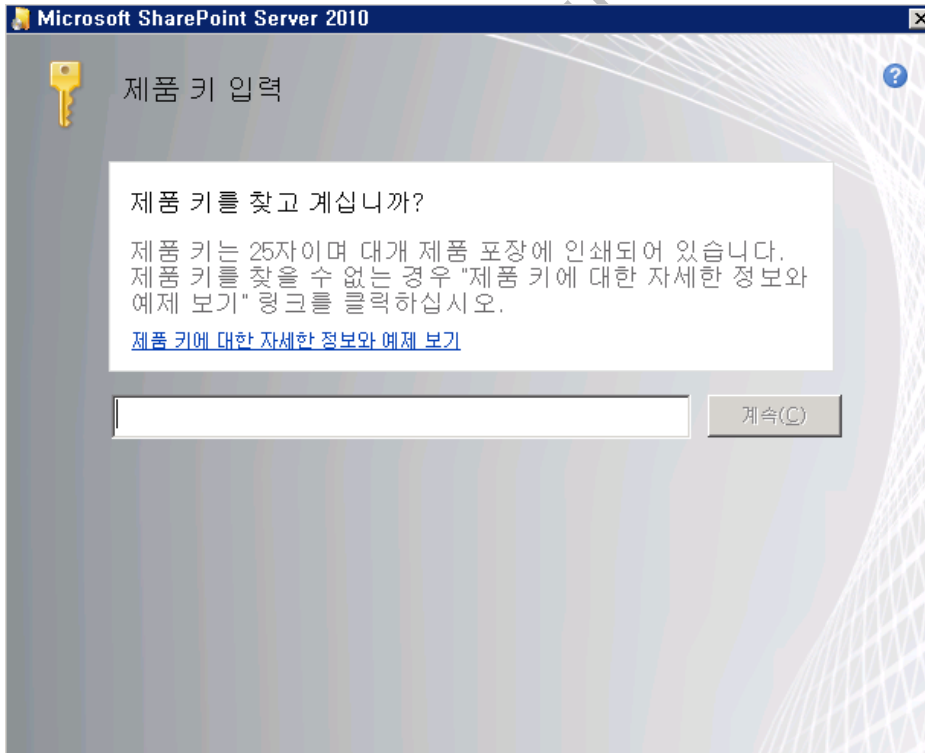 Microsoft SharePoint Server 2010
제품 키 입력
제품 키를 찾고 계십니까?
제품 키는 25자이며 대개 제품 포장에 인쇄되어 있습니다.
제품 키를 찾을 수 없는 경우 "제품 키에 대한 자세한 정보와
예제 보기" 링크를 클릭하십시오.
제품 키에 대한 자세한 정보와 예제 보기
계속(C)